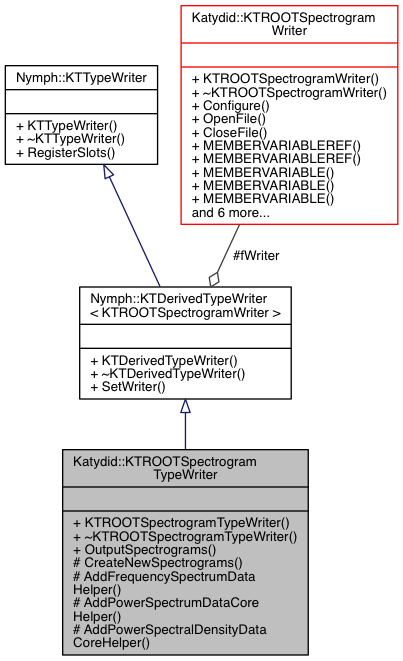 Katydid::KTROOTSpectrogram
Writer
+ KTROOTSpectrogramWriter()
+ ~KTROOTSpectrogramWriter()
+ Configure()
+ OpenFile()
+ CloseFile()
+ MEMBERVARIABLEREF()
+ MEMBERVARIABLEREF()
+ MEMBERVARIABLE()
+ MEMBERVARIABLE()
+ MEMBERVARIABLE()
and 6 more...
Nymph::KTTypeWriter
+ KTTypeWriter()
+ ~KTTypeWriter()
+ RegisterSlots()
#fWriter
Nymph::KTDerivedTypeWriter
< KTROOTSpectrogramWriter >
+ KTDerivedTypeWriter()
+ ~KTDerivedTypeWriter()
+ SetWriter()
Katydid::KTROOTSpectrogram
TypeWriter
+ KTROOTSpectrogramTypeWriter()
+ ~KTROOTSpectrogramTypeWriter()
+ OutputSpectrograms()
# CreateNewSpectrograms()
# AddFrequencySpectrumData
Helper()
# AddPowerSpectrumDataCore
Helper()
# AddPowerSpectralDensityData
CoreHelper()